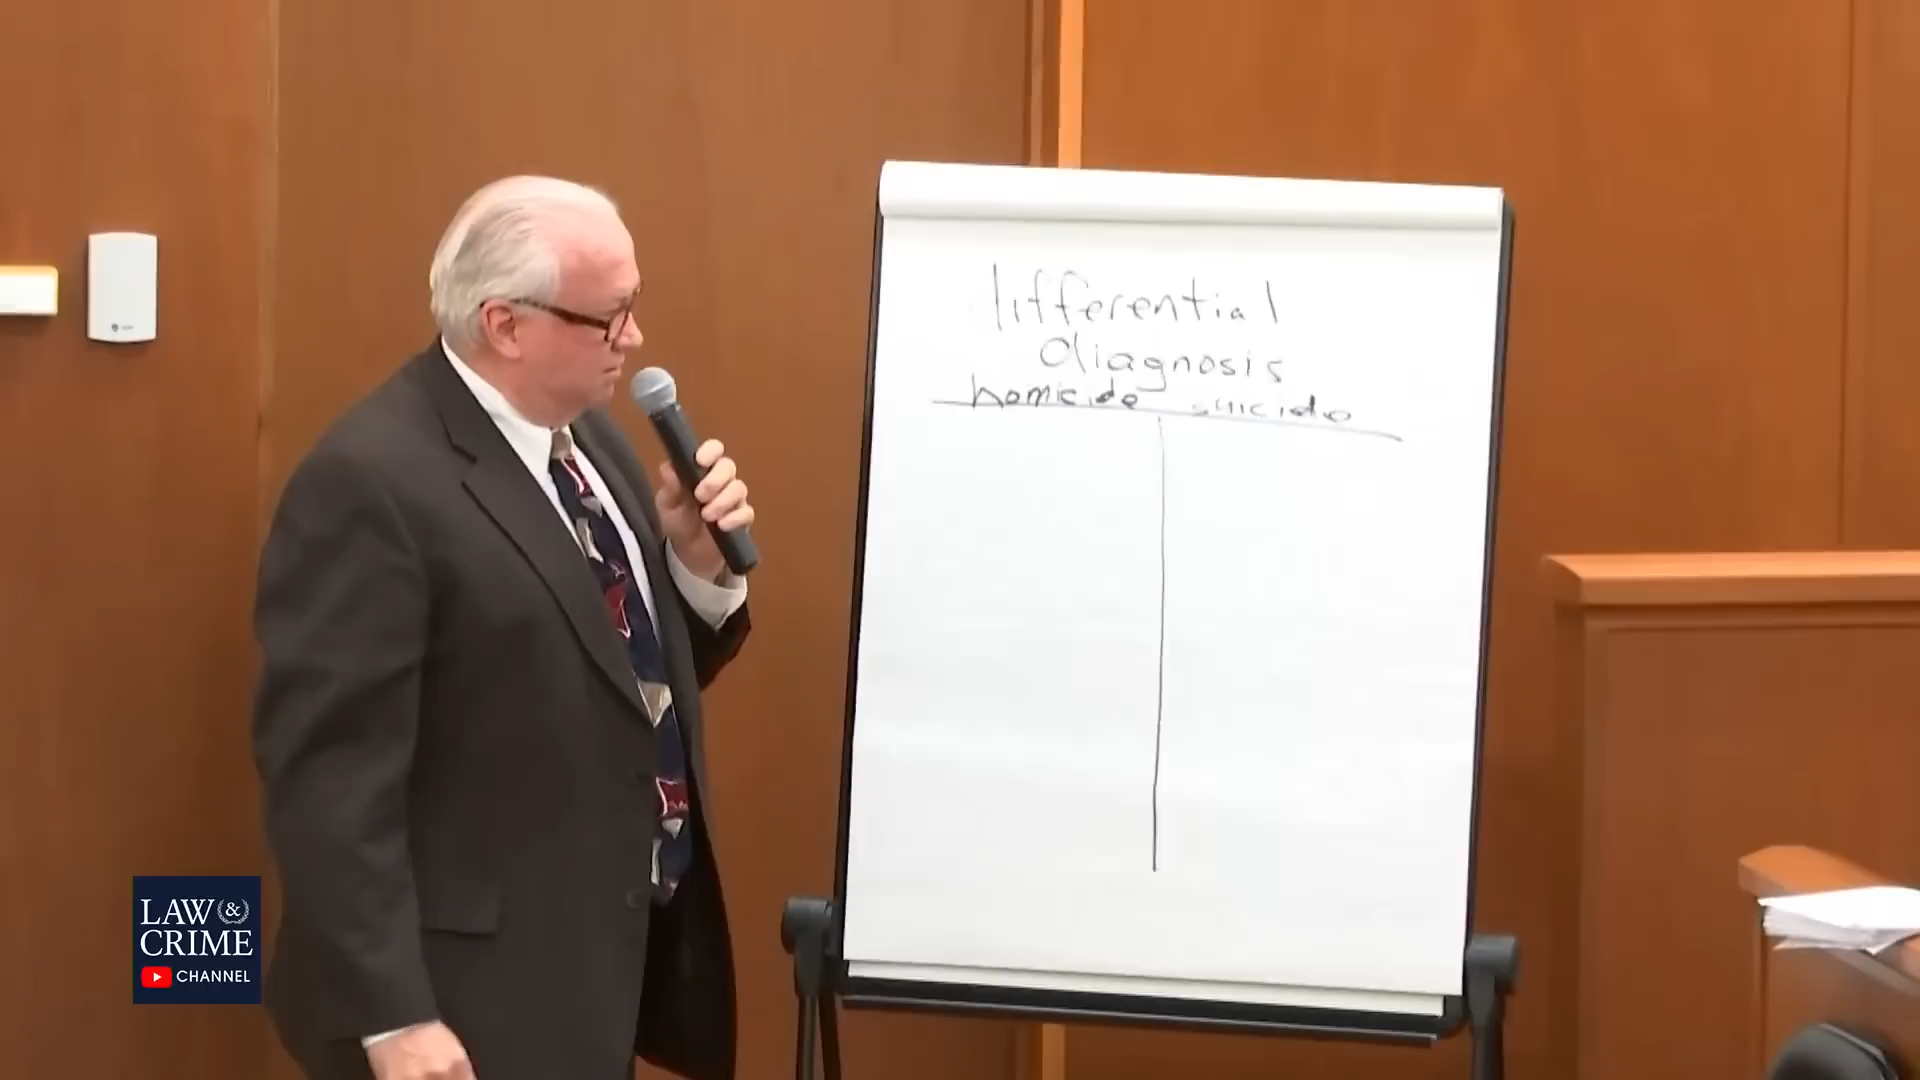 differential
diagnosis
homicide suicide
LAW &
CRIME
CHANNEL